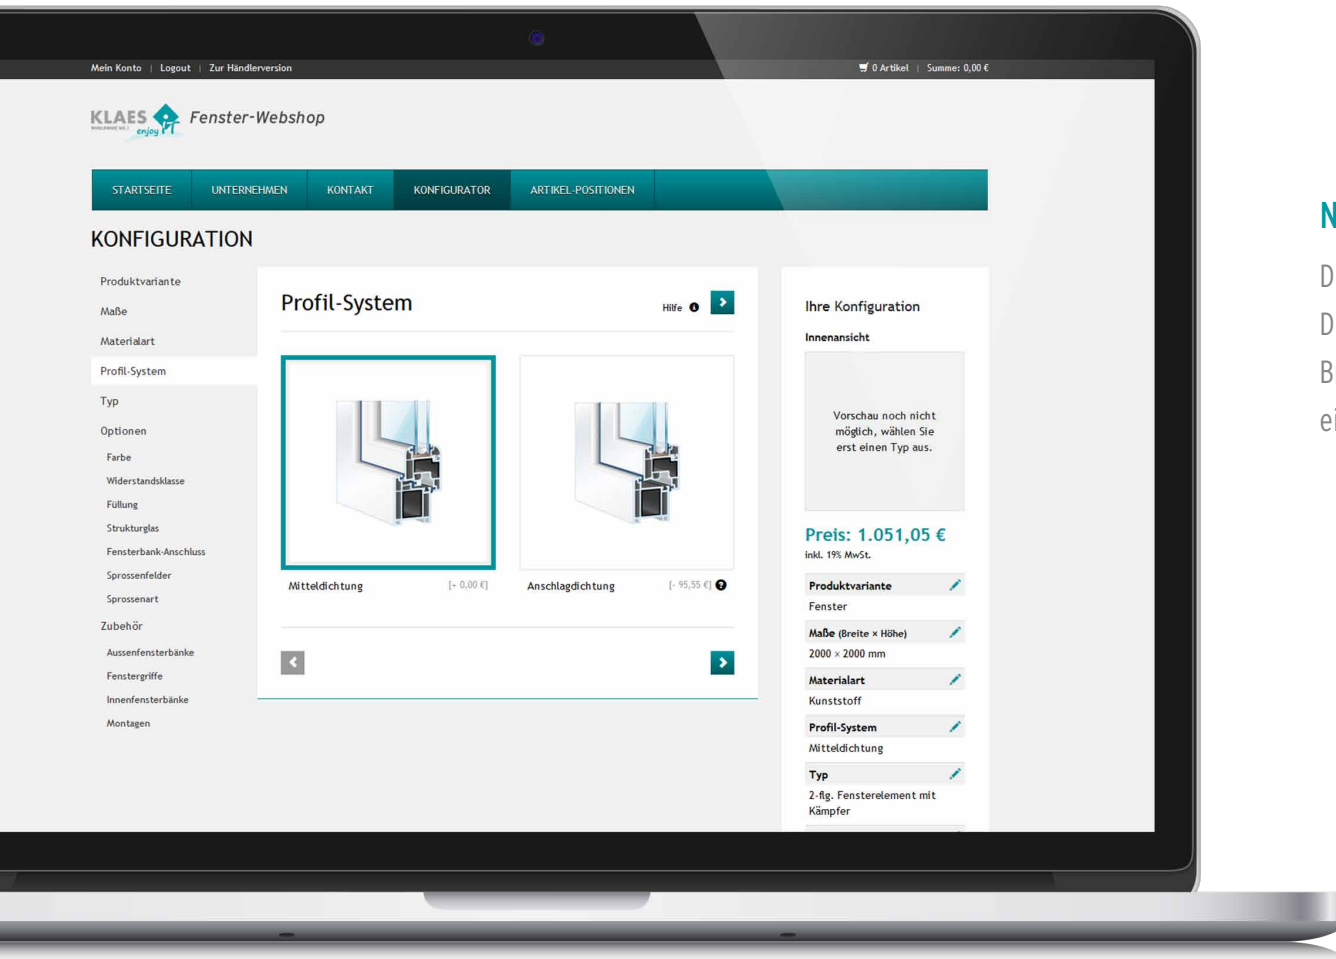 Mein Konto | Logout | Zur Händlerversion
0 Artikel | Summe: 0,00 €
KLAES
enjoy IT
Fenster-Webshop
STARTSEITE
UNTERNEHMEN
KONTAKT
KONFIGURATOR
ARTIKEL-POSITIONEN
KONFIGURATION
Produktvariante
Maße
Materialart
Profil-System
Typ
Optionen
Farbe
Widerstandsklasse
Füllung
Strukturglas
Fensterbank-Anschluss
Sprossenfelder
Sprossenart
Zubehör
Aussenfensterbänke
Fenstergriffe
Innenfensterbänke
Montagen
Profil-System
Hilfe
Mitteldichtung
[+ 0,00 €]
Anschlagdichtung
[- 95,55 €]
Ihre Konfiguration
Innenansicht
Vorschau noch nicht
möglich, wählen Sie
erst einen Typ aus.
Preis: 1.051,05 €
inkl. 19% MwSt.
Produktvariante
Fenster
Maße (Breite × Höhe)
2000 × 2000 mm
Materialart
Kunststoff
Profil-System
Mitteldichtung
Typ
2-flg. Fensterelement mit
Kämpfer